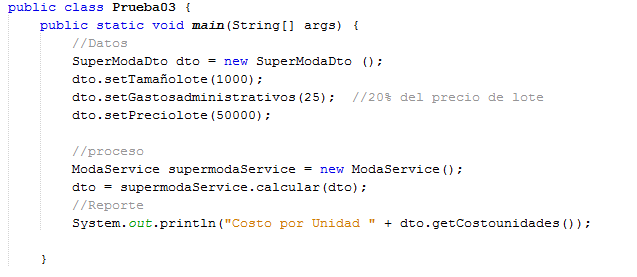 public class Prueba03 {
public static void main(String[] args) {
//Datos
SuperModaDto dto = new SuperModaDto ();
dto.setTamañolote(1000);
dto.setGastosadministrativos(25);  //20% del precio de lote
dto.setPreciolote(50000);
//proceso
ModaService supermodaService = new ModaService();
dto = supermodaService.calcular(dto);
//Reporte
System.out.println("Costo por Unidad " + dto.getCostounidades());
}